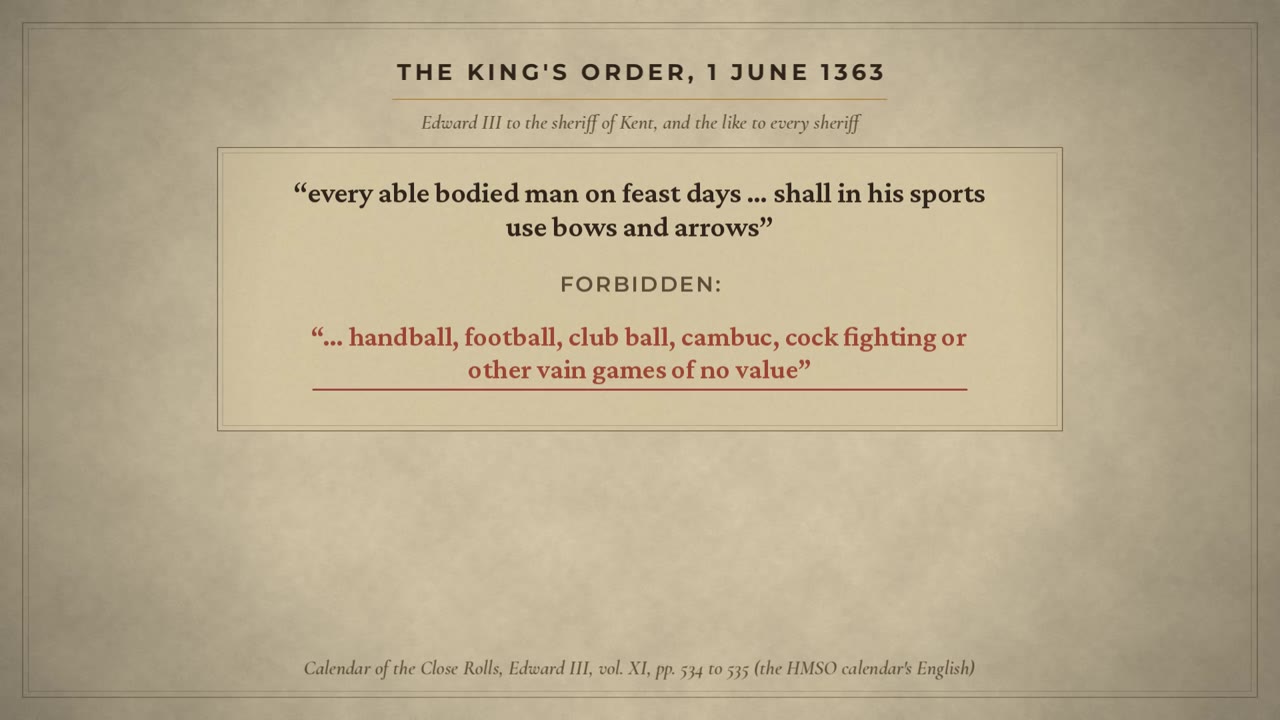 THE KING'S ORDER, 1 JUNE 1363
Edward III to the sheriff of Kent, and the like to every sheriff
“every able bodied man on feast days ... shall in his sports
use bows and arrows”
FORBIDDEN:
“... handball, football, club ball, cambuc, cock fighting or
other vain games of no value”
Calendar of the Close Rolls, Edward III, vol. XI, pp. 534 to 535 (the HMSO calendar's English)